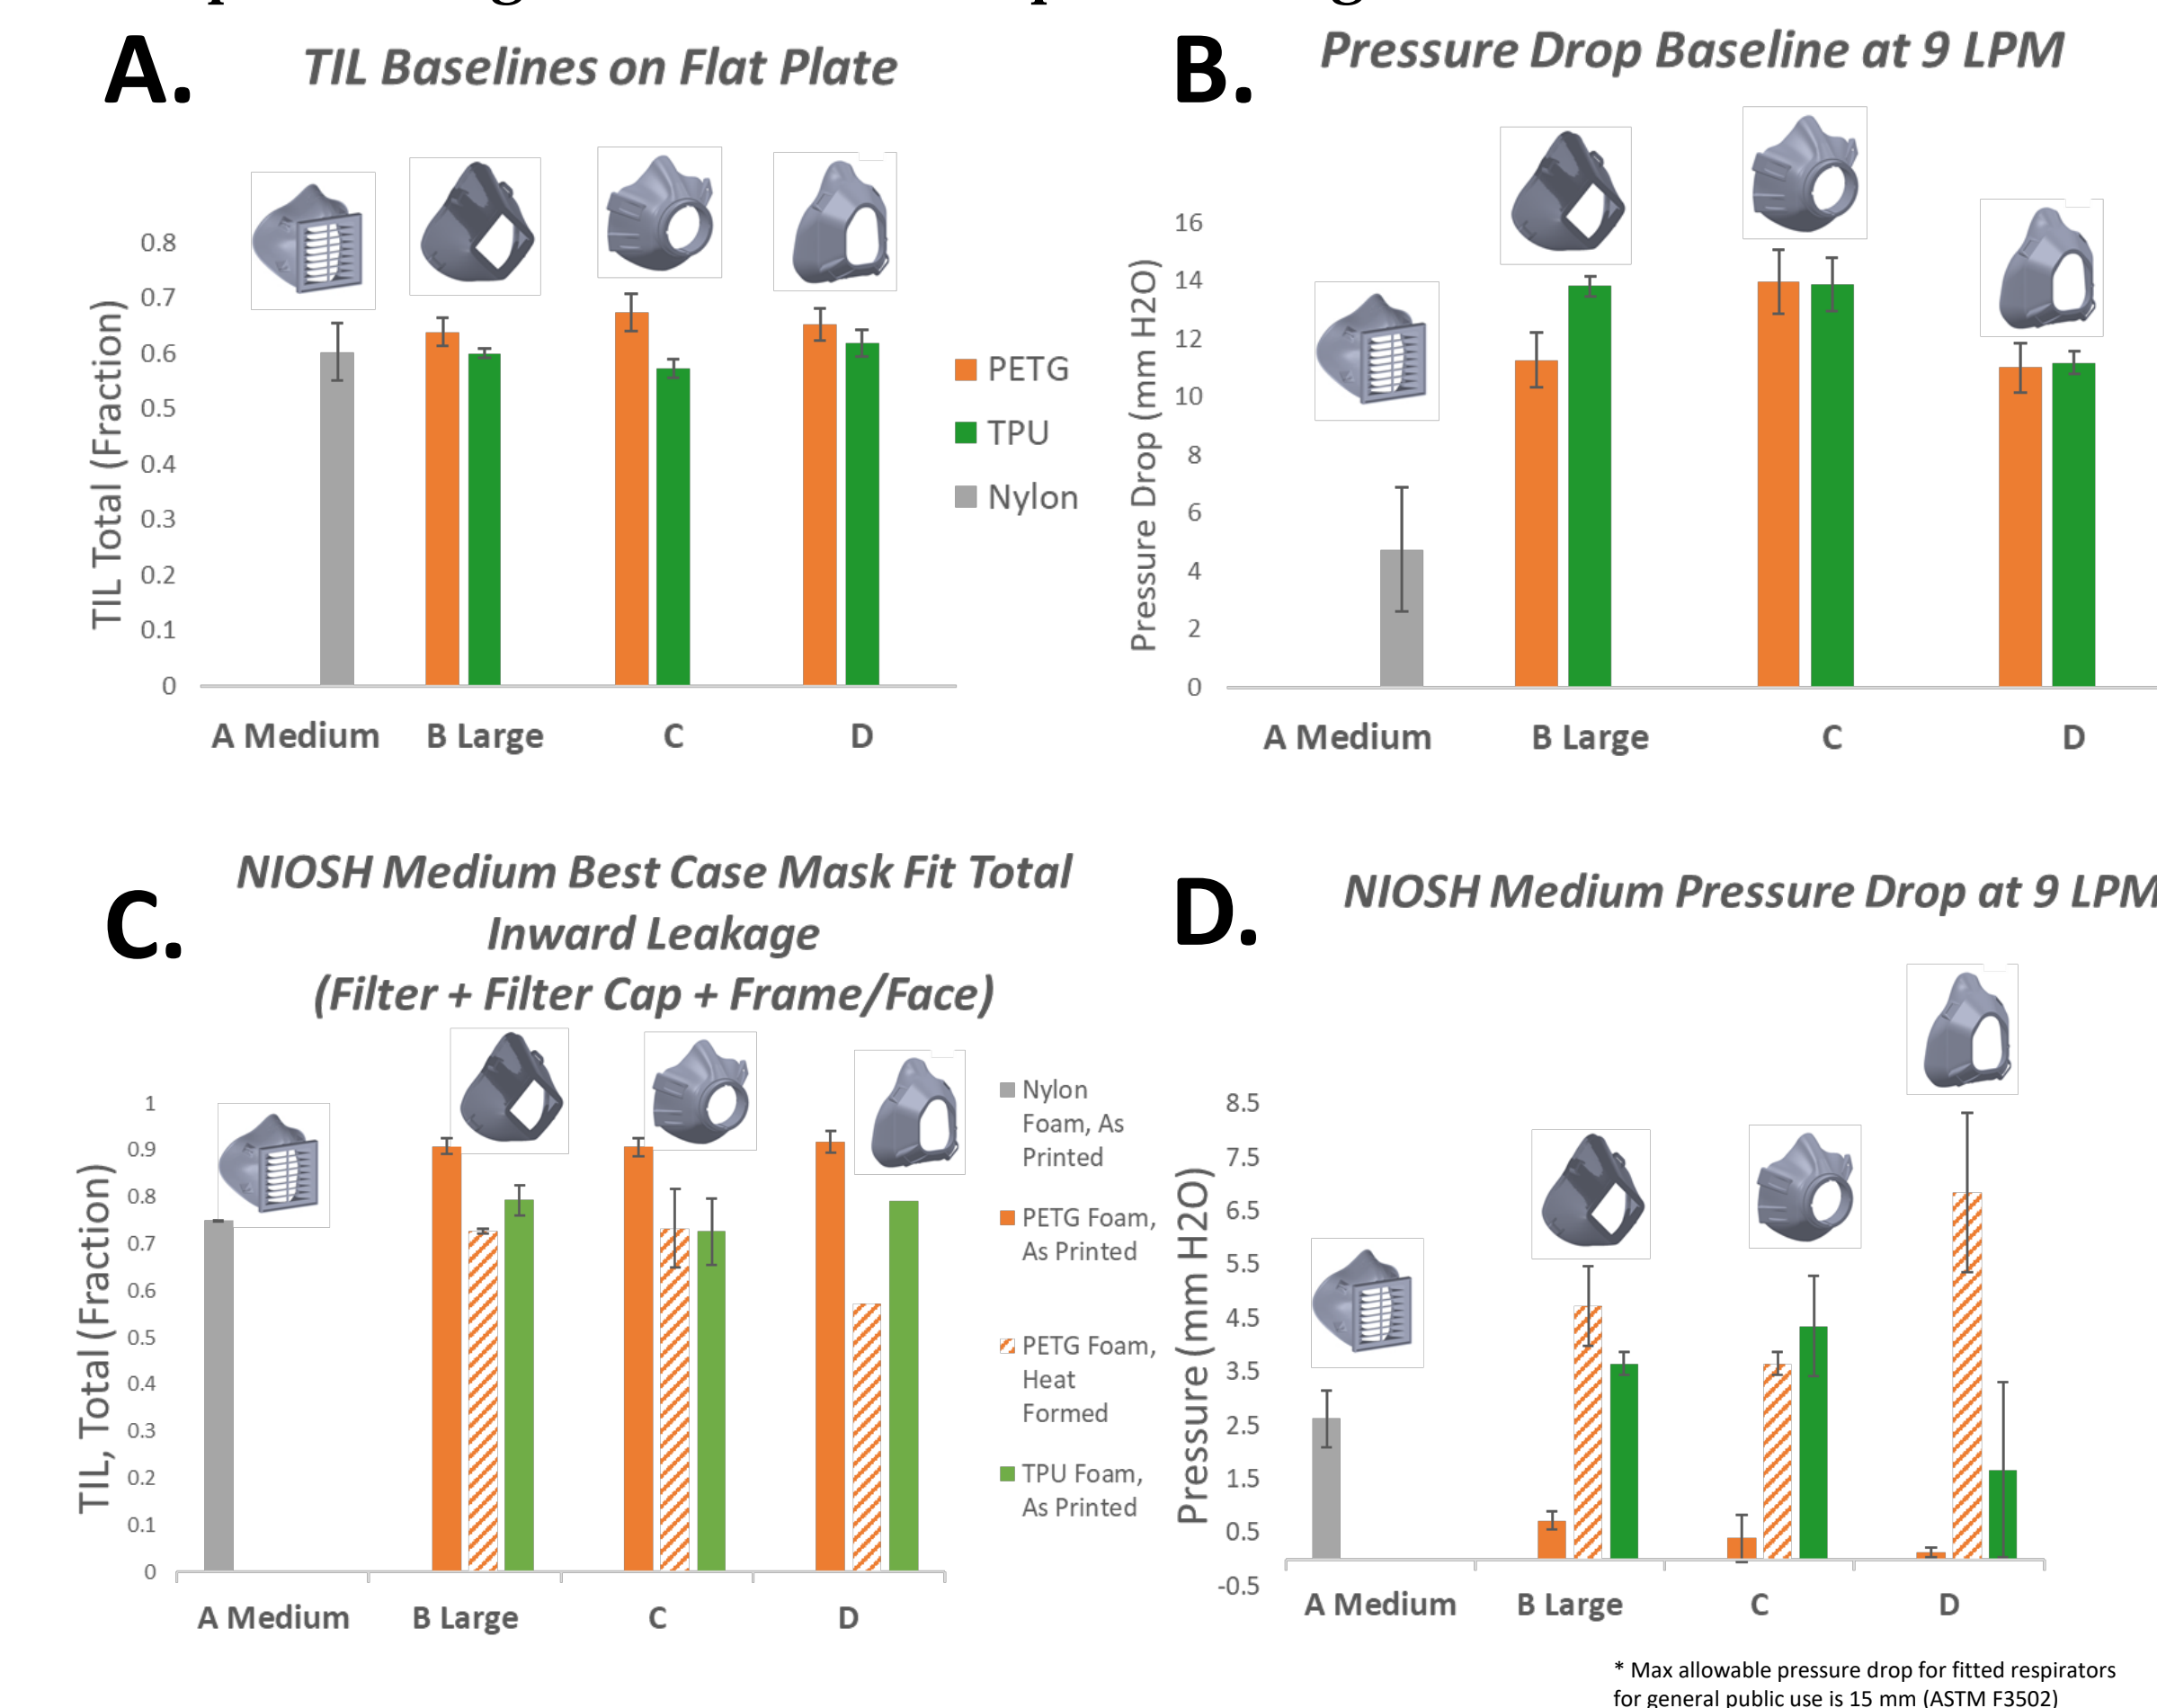 A.
TIL Baselines on Flat Plate
TIL Total (Fraction)
0.8
0.7
0.6
0.5
0.4
0.3
0.2
0.1
0
A Medium
B Large
C
D
PETG
TPU
Nylon
B.
Pressure Drop Baseline at 9 LPM
Pressure Drop (mm H2O)
16
14
12
10
8
6
4
2
0
A Medium
B Large
C
D
C.
NIOSH Medium Best Case Mask Fit Total
Inward Leakage
(Filter + Filter Cap + Frame/Face)
TIL, Total (Fraction)
1
0.9
0.8
0.7
0.6
0.5
0.4
0.3
0.2
0.1
0
A Medium
B Large
C
D
Nylon
Foam, As
Printed
PETG Foam,
As Printed
PETG Foam,
Heat
Formed
TPU Foam,
As Printed
D.
NIOSH Medium Pressure Drop at 9 LPM
Pressure (mm H2O)
8.5
7.5
6.5
5.5
4.5
3.5
2.5
1.5
0.5
-0.5
A Medium
B Large
C
D
* Max allowable pressure drop for fitted respirators
for general public use is 15 mm (ASTM F3502)